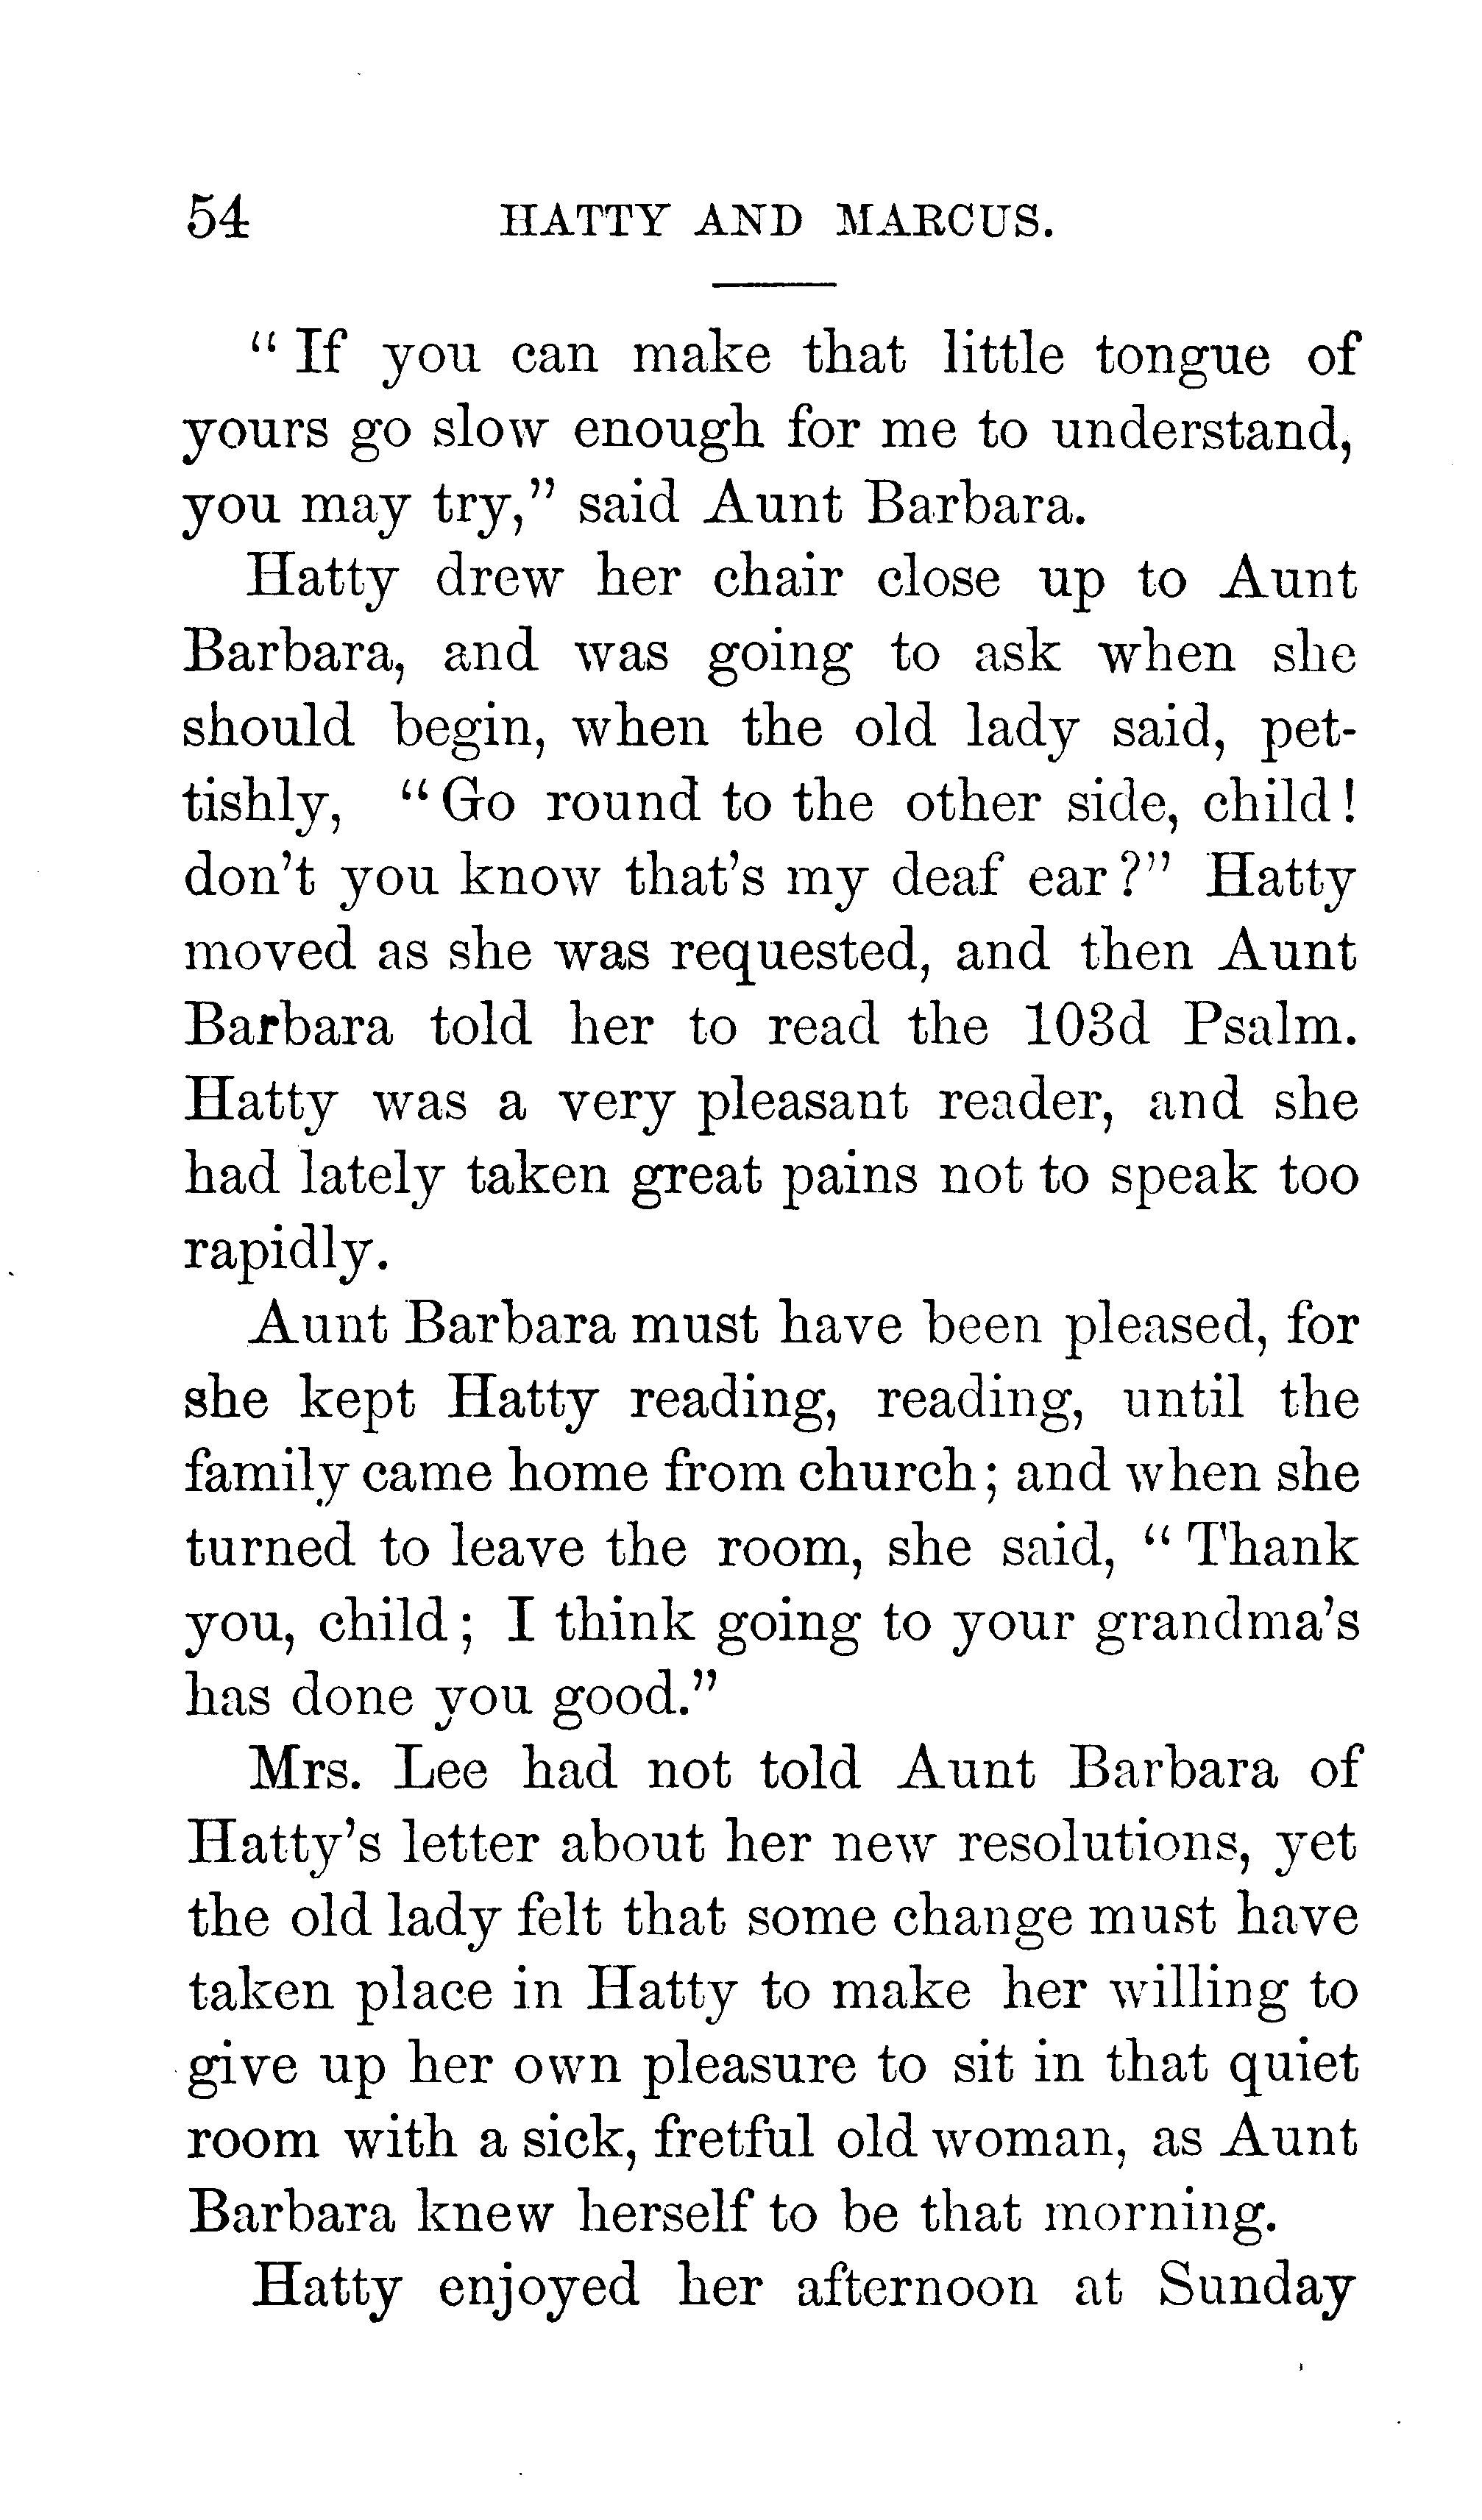 54 HATTY AND MARCUS.
" If you can make that little tongue of
yours go slow enough for me to understand,
you may try," said Aunt Barbara.
Hatty drew her chair close up to Aunt
Barbara, and was going to ask when she
should begin, when the old lady said, pet-
tishly, " Go round to the other side, child!
don't you know that's my deaf ear?" Hatty
moved as she was requested, and then Aunt
Barbara told her to read the 103d Psalm.
Hatty was a very pleasant reader, and she
had lately taken great pains not to speak too
rapidly.
Aunt Barbara must have been pleased, for
she kept Hatty reading, reading, until the
family came home from church; and when she
turned to leave the room, she said, " Thank
you, child; I think going to your grandma's
has done you good."
Mrs. Lee had not told Aunt Barbara of
Hatty's letter about her new resolutions, yet
the old lady felt that some change must have
taken place in Hatty to make her willing to
give up her own pleasure to sit in that quiet
room with a sick, fretful old woman, as Aunt
Barbara knew herself to be that morning.
Hatty enjoyed her afternoon at Sunday